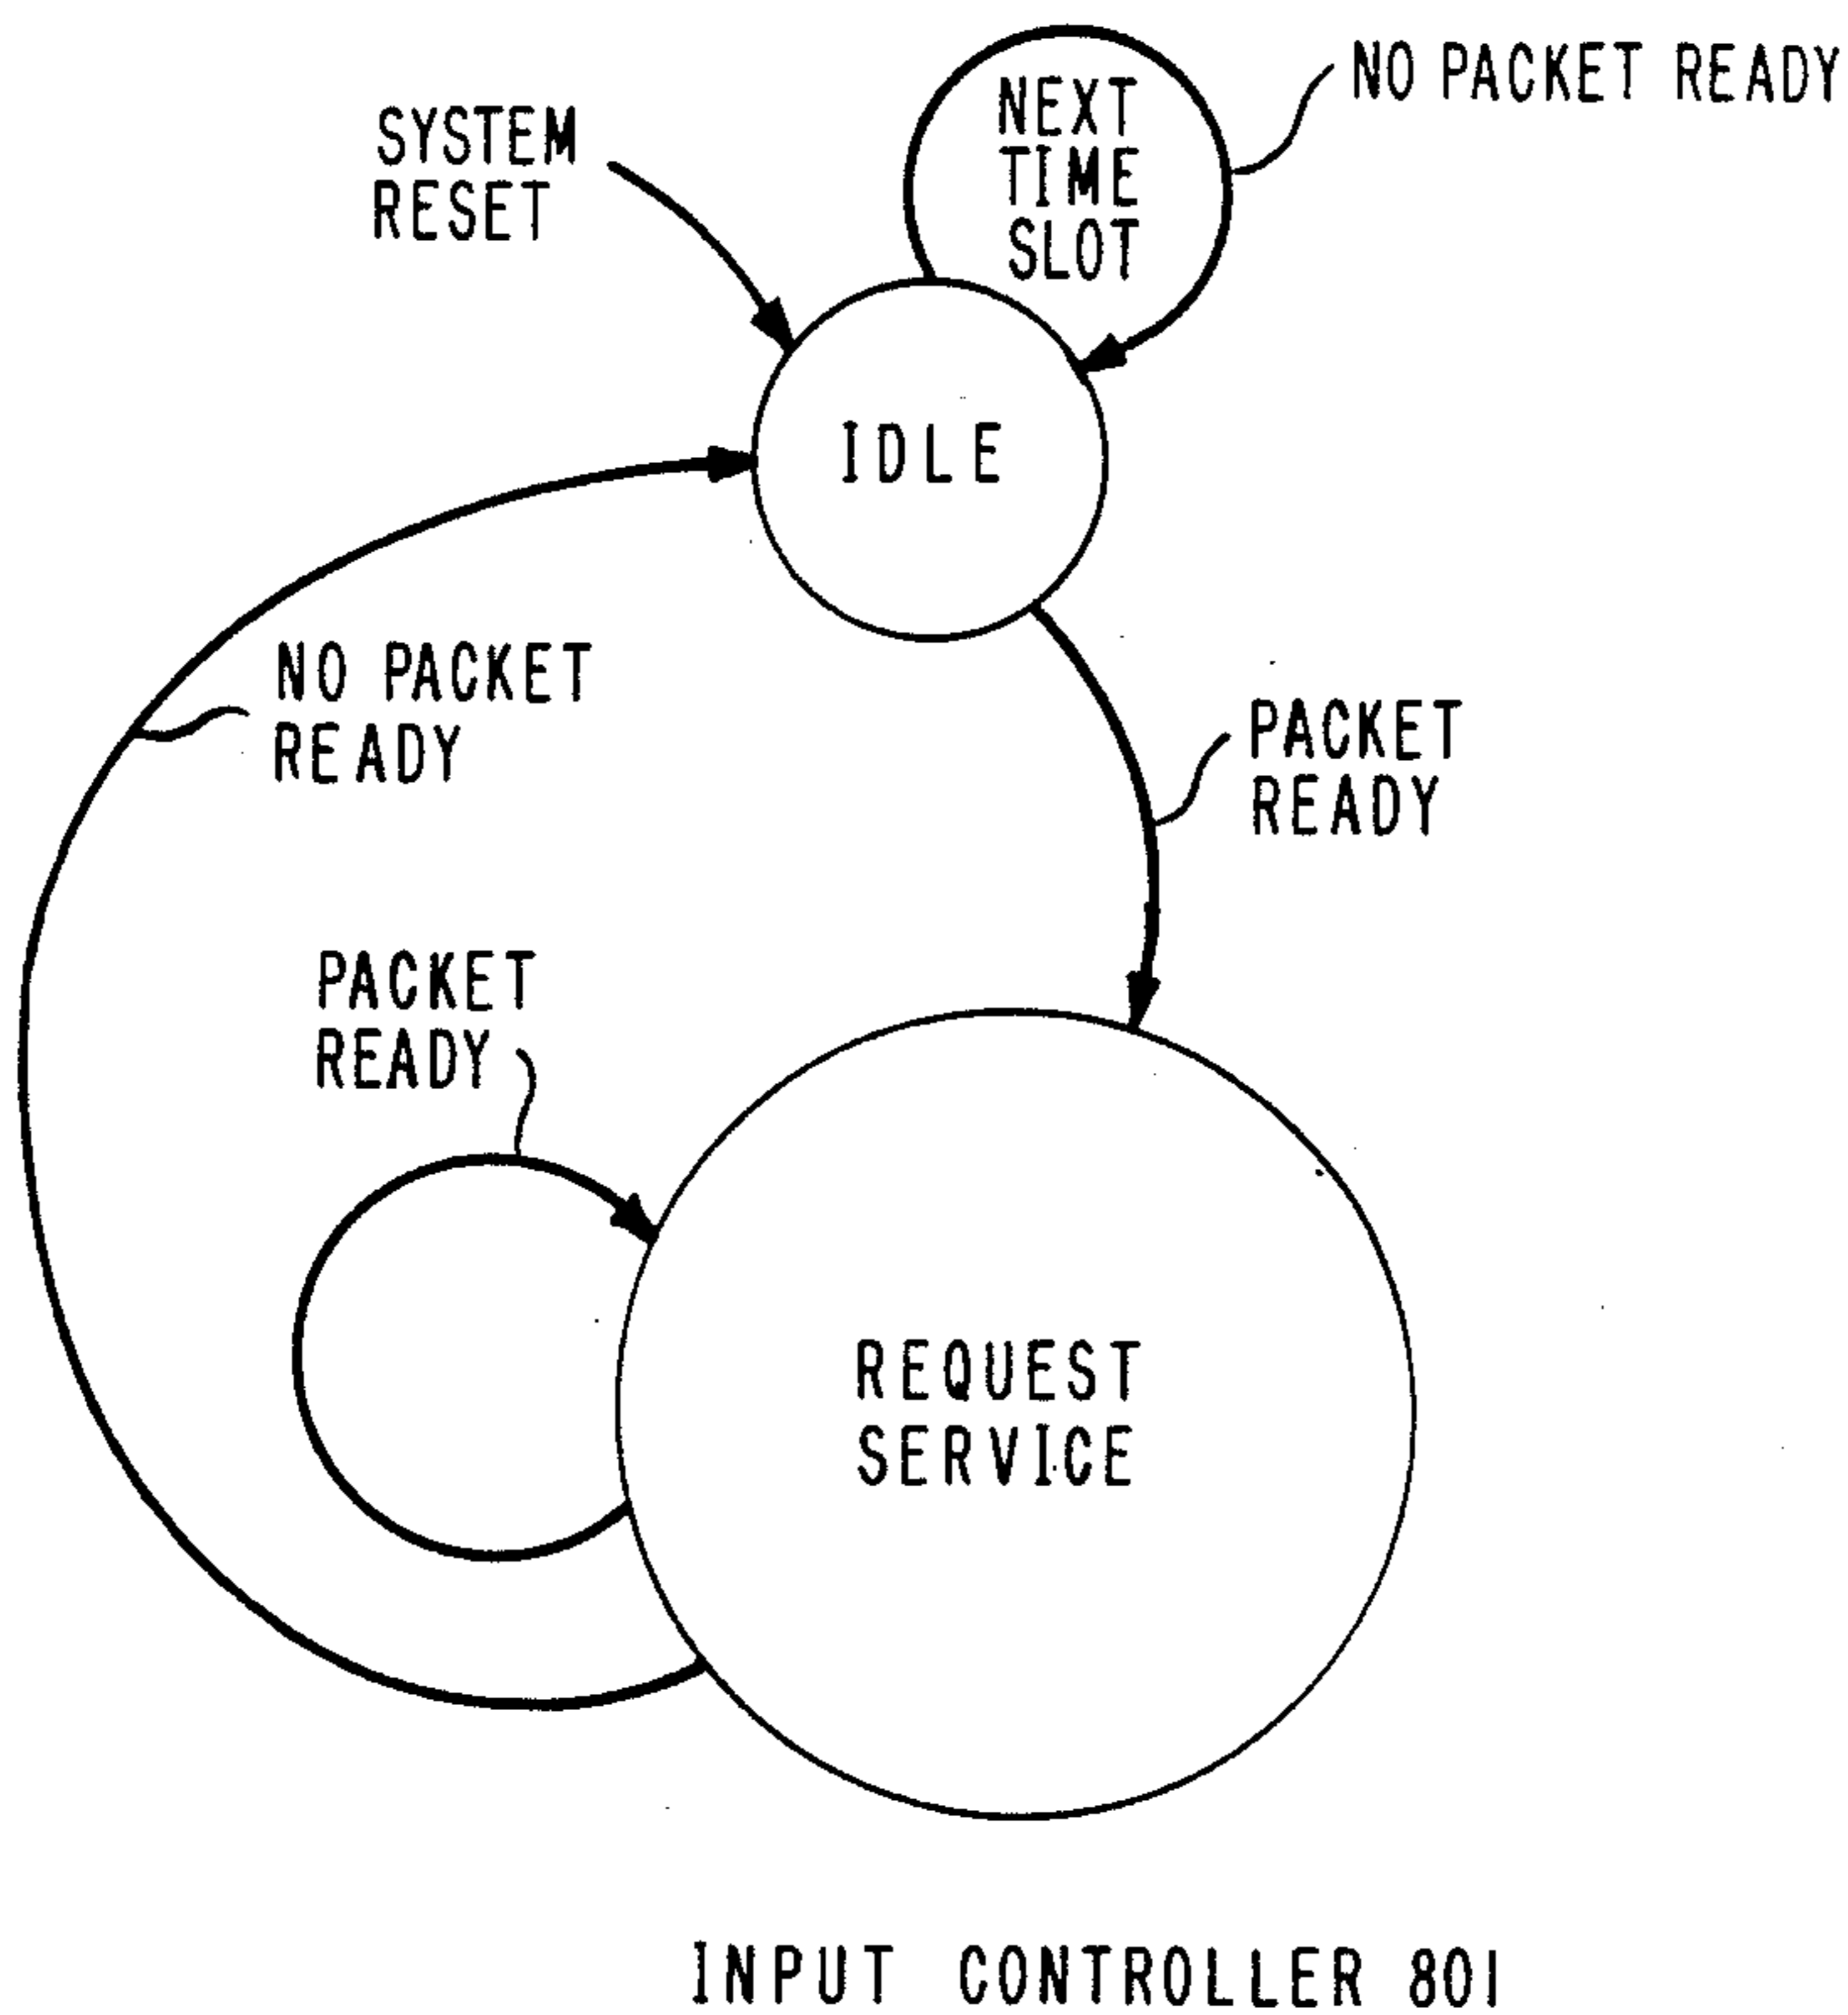 NO PACKET READY
NEXT
TIME
SLOT
SYSTEM
RESET
IDLE
NO PACKET
READY
PACKET
READY
PACKET
READY
REQUEST
SERVICE
INPUT CONTROLLER 801